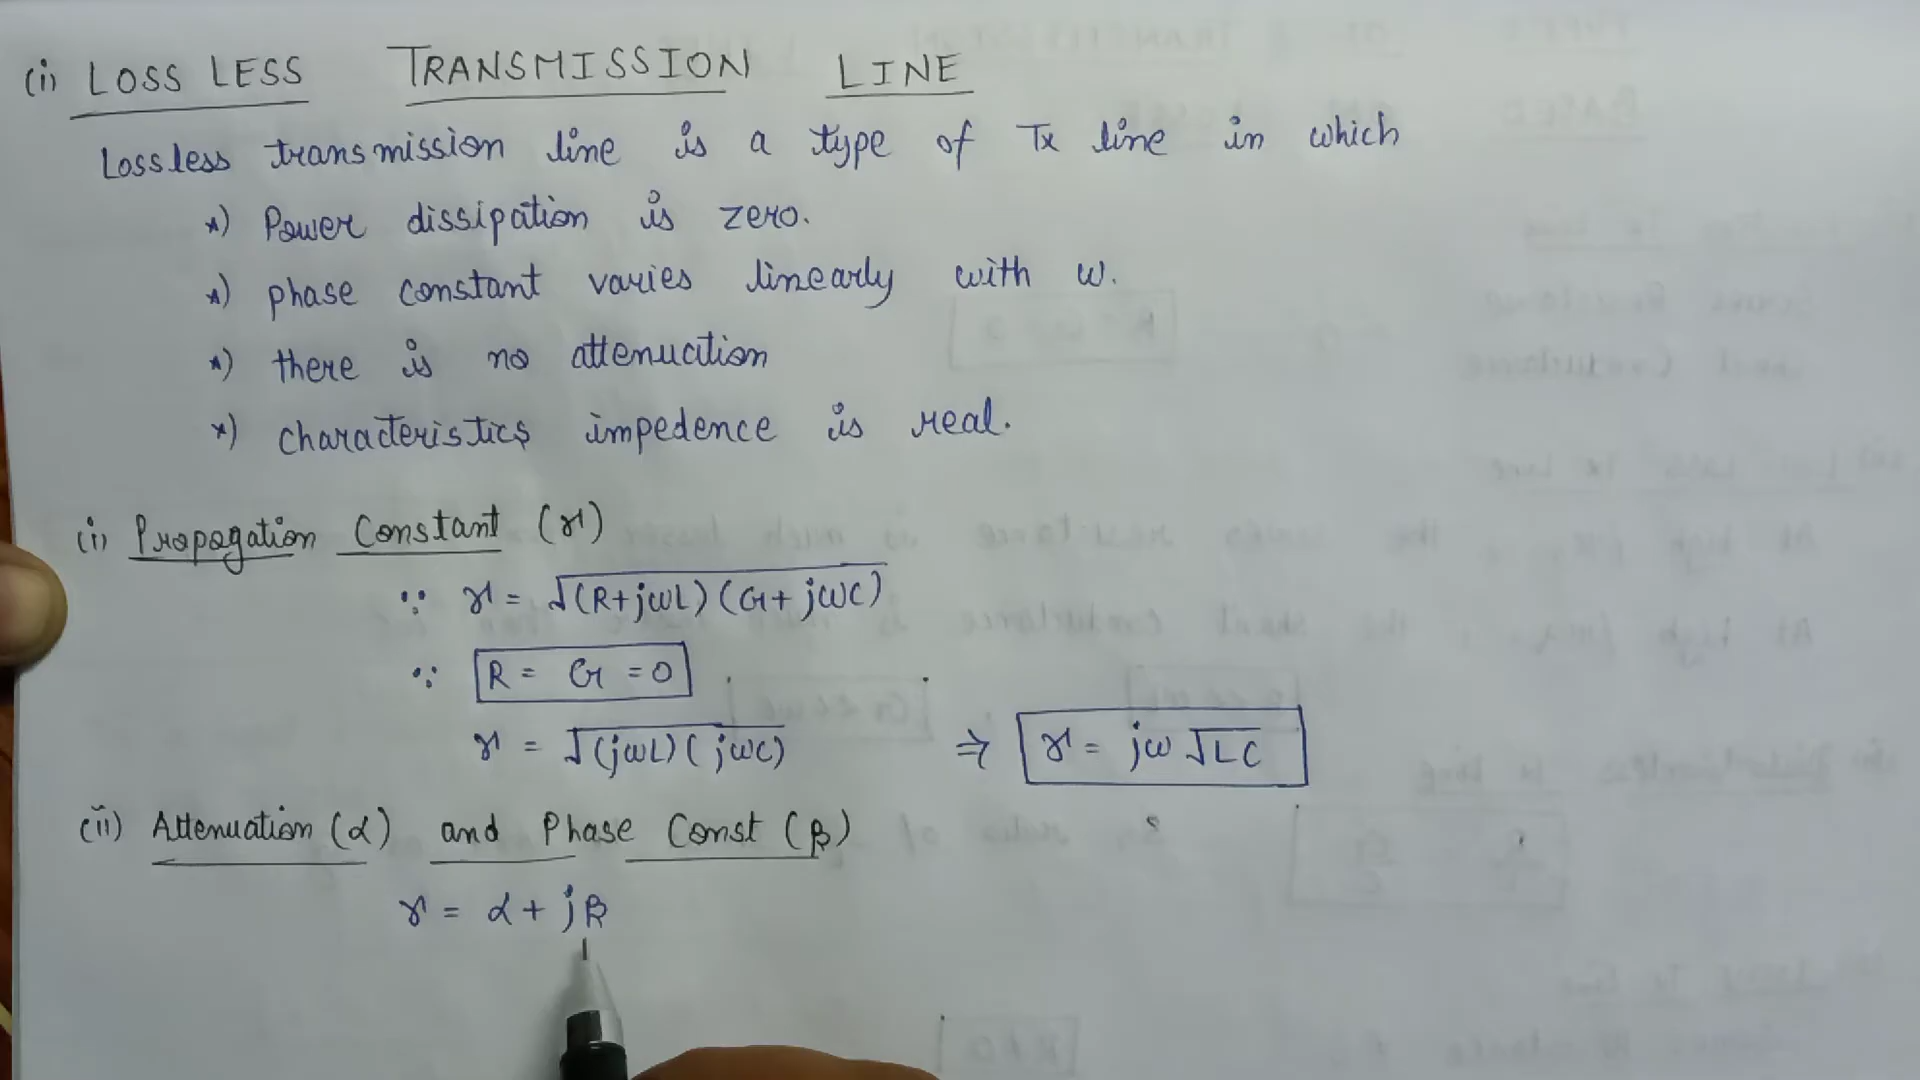 (i) LOSS LESS TRANSMISSION LINE
Lossless transmission line is a type of Tx line in which
*) Power dissipation is zero.
*) phase constant varies linearly with w.
*) there is no attenuation
*) characteristics impedence is real.
(i) Propagation Constant (γ)
∵ γ = √(R+jωL)(G+jωC)
∵ R = G = 0
γ = √(jωL)(jωC) ⇒ γ = jω√LC
(ii) Attenuation (α) and Phase Const (β)
γ = α + jβ